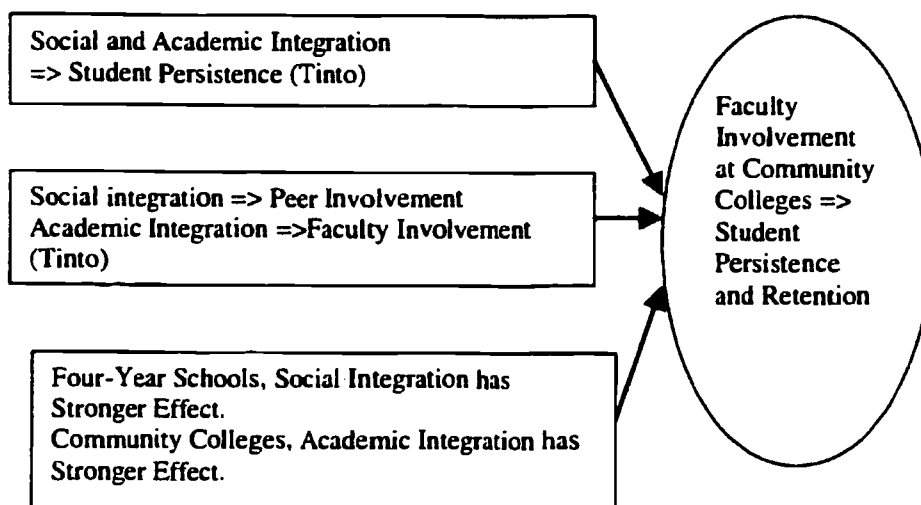 Social and Academic Integration
=> Student Persistence (Tinto)
Social integration => Peer Involvement
Academic Integration =>Faculty Involvement
(Tinto)
Four-Year Schools, Social Integration has
Stronger Effect.
Community Colleges, Academic Integration has
Stronger Effect.
Faculty
Involvement
at Community
Colleges =>
Student
Persistence
and Retention